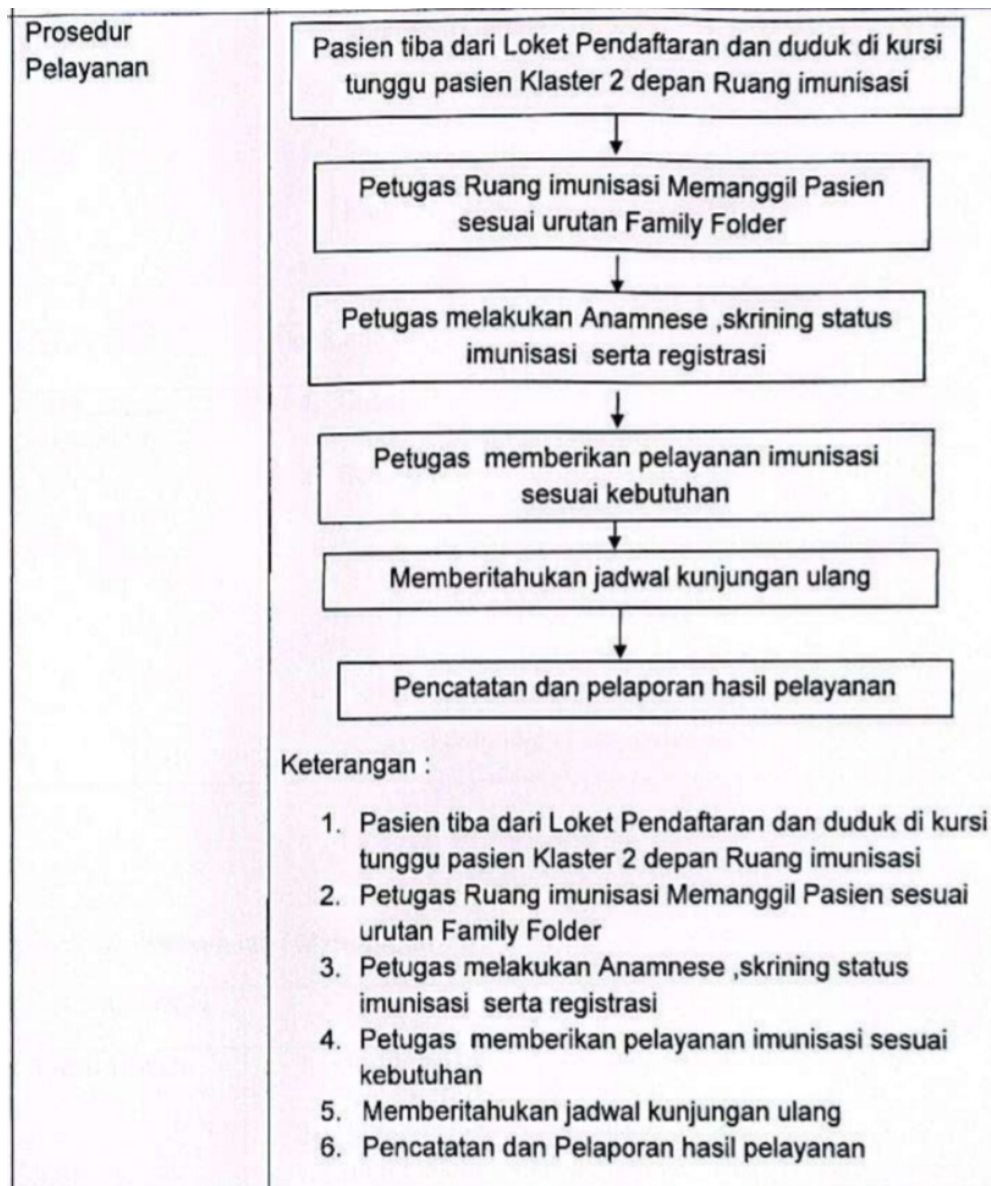 Prosedur
Pelayanan
Pasien tiba dari Loket Pendaftaran dan duduk di kursi
tunggu pasien Klaster 2 depan Ruang imunisasi
Petugas Ruang imunisasi Memanggil Pasien
sesuai urutan Family Folder
Petugas melakukan Anamnese ,skrining status
imunisasi serta registrasi
Petugas memberikan pelayanan imunisasi
sesuai kebutuhan
Memberitahukan jadwal kunjungan ulang
Pencatatan dan pelaporan hasil pelayanan
Keterangan :
1. Pasien tiba dari Loket Pendaftaran dan duduk di kursi
tunggu pasien Klaster 2 depan Ruang imunisasi
2. Petugas Ruang imunisasi Memanggil Pasien sesuai
urutan Family Folder
3. Petugas melakukan Anamnese ,skrining status
imunisasi serta registrasi
4. Petugas memberikan pelayanan imunisasi sesuai
kebutuhan
5. Memberitahukan jadwal kunjungan ulang
6. Pencatatan dan Pelaporan hasil pelayanan